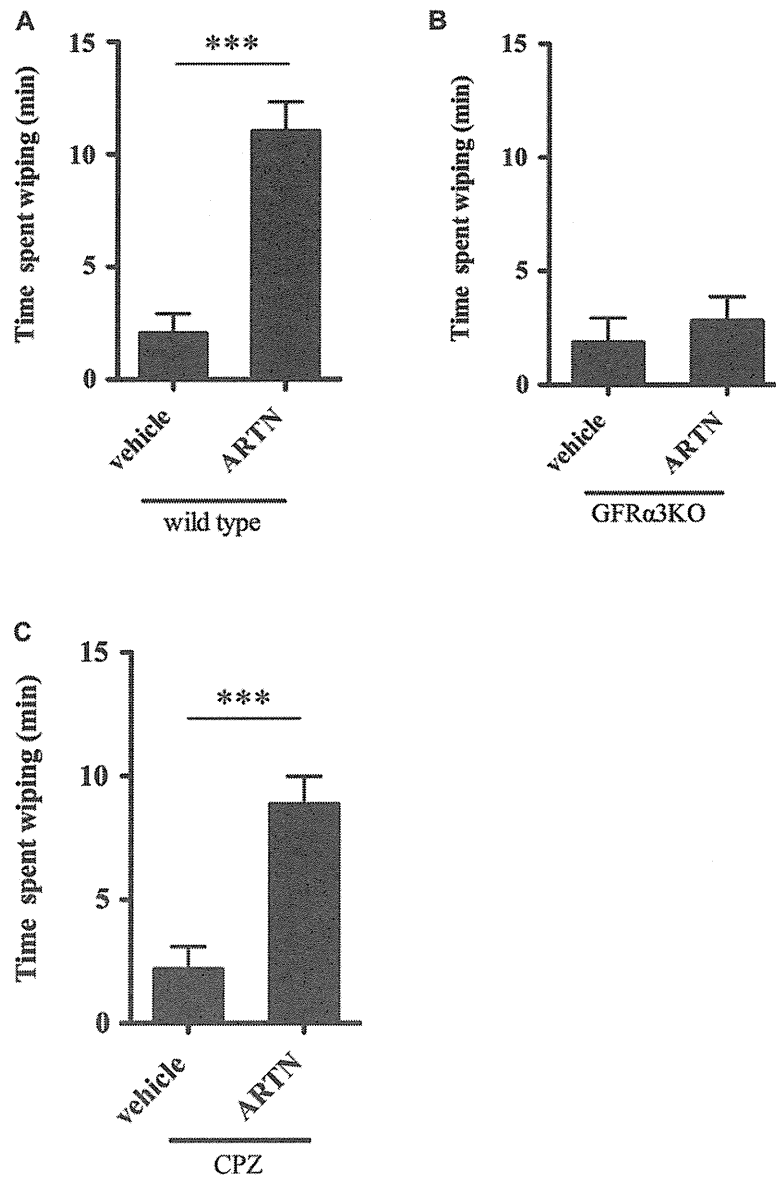 A
Time spent wiping (min)
15
10
5
0
***
vehicle
ARTN
wild type
B
Time spent wiping (min)
15
10
5
0
vehicle
ARTN
GFRα3KO
C
Time spent wiping (min)
15
10
5
0
***
vehicle
ARTN
CPZ